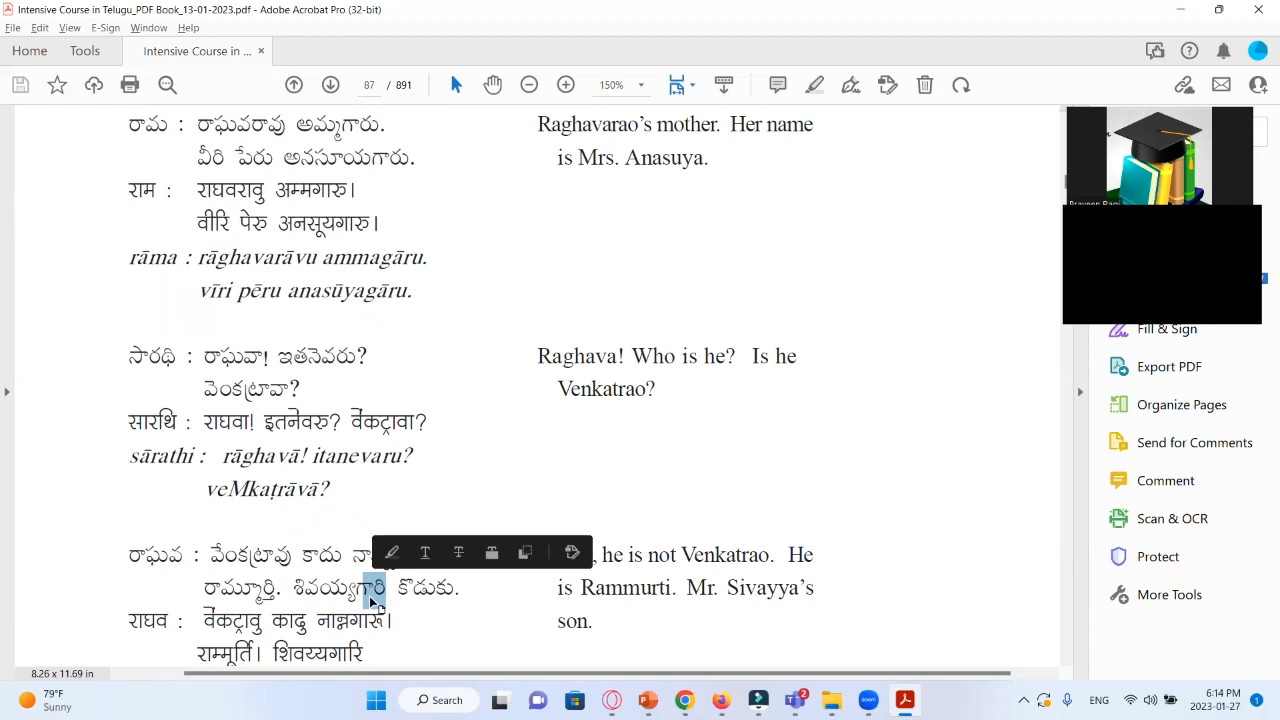 Intensive Course in Telugu_PDF Book_13-01-2023.pdf - Adobe Acrobat Pro (32-bit)
File Edit View E-Sign Window Help
Home Tools Intensive Course in ... ×
87 / 891 150%
రామ : రాఘవరావు అమ్మగారు. Raghavarao's mother. Her name
వీరి పేరు అనసూయగారు. is Mrs. Anasuya.
राम : राघवरावु अम्मगारु।
वीरि पेरु अनसूयगारु।
rāma : rāghavarāvu ammagāru.
vīri pēru anasūyagāru.
సారథి : రాఘవా! ఇతనెవరు? Raghava! Who is he? Is he
వెంకట్రావా? Venkatrao?
सारथि : राघवा! इतनॆवरु? वॆंकट्रावा?
sārathi : rāghavā! itanevaru?
veMkaṭrāvā?
రాఘవ : వేంకట్రావు కాదు , he is not Venkatrao. He
రామ్మూర్తి. శివయ్యగారి కొడుకు. is Rammurti. Mr. Sivayya's
राघव : वॆंकट्रावु कादु नान्नगारू। son.
राम्मूर्ति। शिवय्यगारि
Fill & Sign
Export PDF
Organize Pages
Send for Comments
Comment
Scan & OCR
Protect
More Tools
8.26 x 11.69 in
79°F
Sunny
Search
2
zoom
ENG
6:14 PM
2023-01-27
1